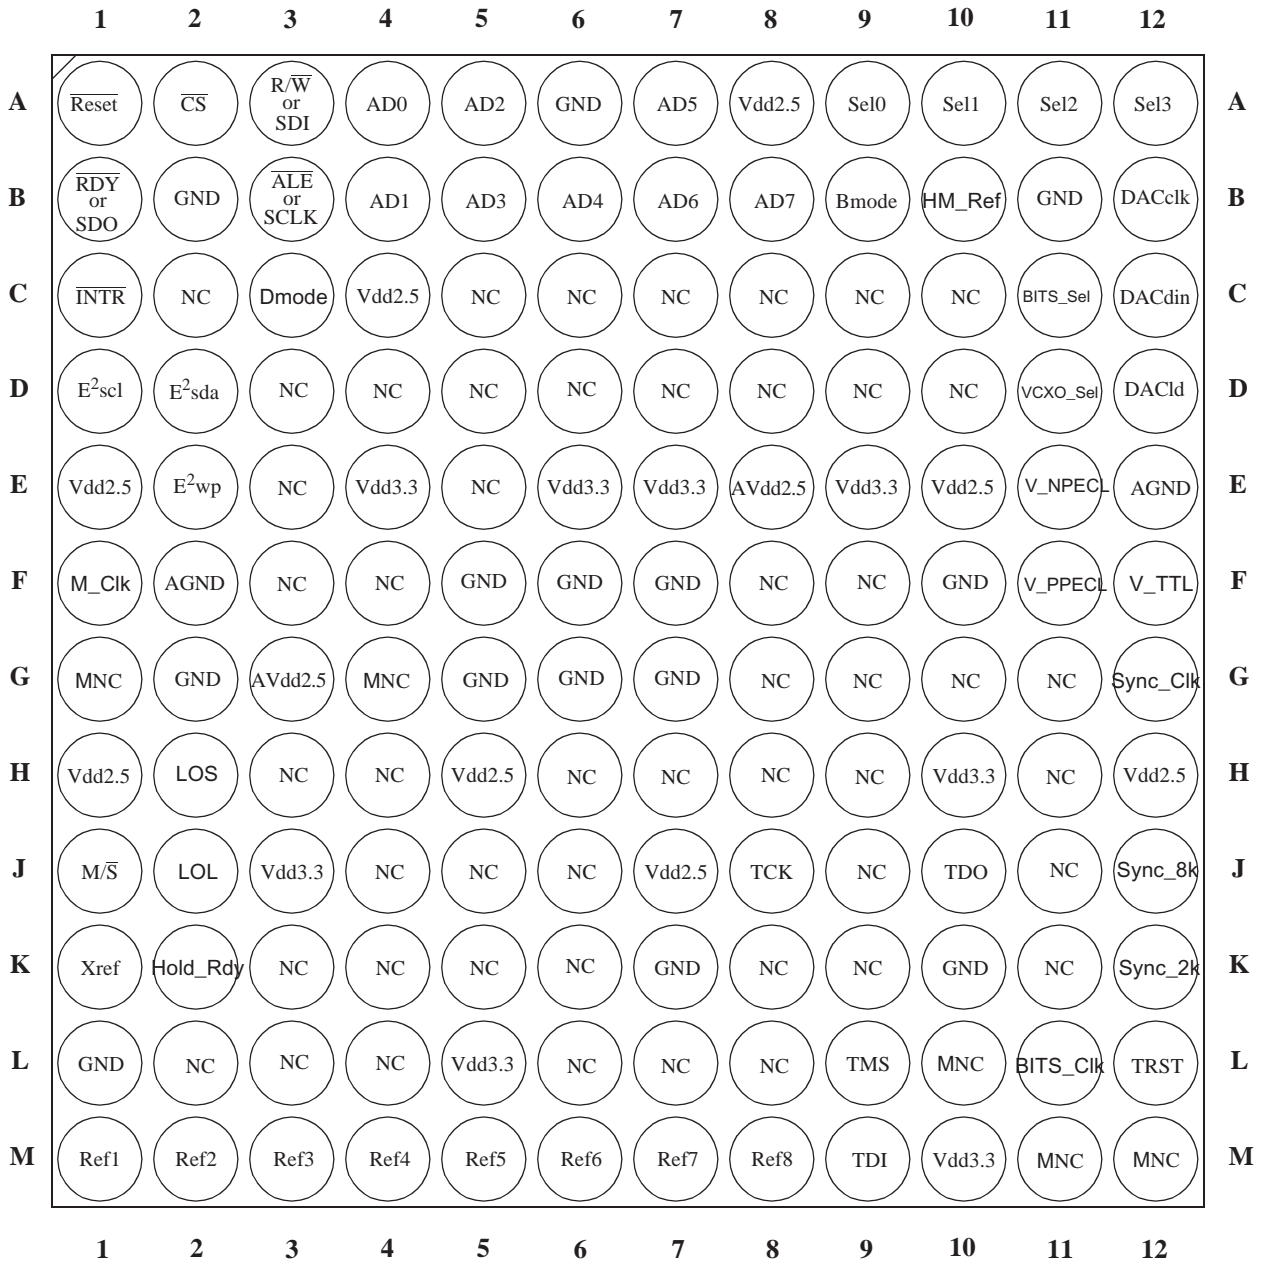 1 2 3 4 5 6 7 8 9 10 11 12
A Reset CS R/W or SDI AD0 AD2 GND AD5 Vdd2.5 Sel0 Sel1 Sel2 Sel3 A
B RDY or SDO GND ALE or SCLK AD1 AD3 AD4 AD6 AD7 Bmode HM_Ref GND DACclk B
C INTR NC Dmode Vdd2.5 NC NC NC NC NC NC BITS_Sel DACdin C
D E²scl E²sda NC NC NC NC NC NC NC NC VCXO_Sel DACld D
E Vdd2.5 E²wp NC Vdd3.3 NC Vdd3.3 Vdd3.3 AVdd2.5 Vdd3.3 Vdd2.5 V_NPECL AGND E
F M_Clk AGND NC NC GND GND GND NC NC GND V_PPECL V_TTL F
G MNC GND AVdd2.5 MNC GND GND GND NC NC NC NC Sync_Clk G
H Vdd2.5 LOS NC NC Vdd2.5 NC NC NC NC Vdd3.3 NC Vdd2.5 H
J M/S LOL Vdd3.3 NC NC NC Vdd2.5 TCK NC TDO NC Sync_8k J
K Xref Hold_Rdy NC NC NC NC GND NC NC GND NC Sync_2k K
L GND NC NC NC Vdd3.3 NC NC NC TMS MNC BITS_Clk TRST L
M Ref1 Ref2 Ref3 Ref4 Ref5 Ref6 Ref7 Ref8 TDI Vdd3.3 MNC MNC M
1 2 3 4 5 6 7 8 9 10 11 12